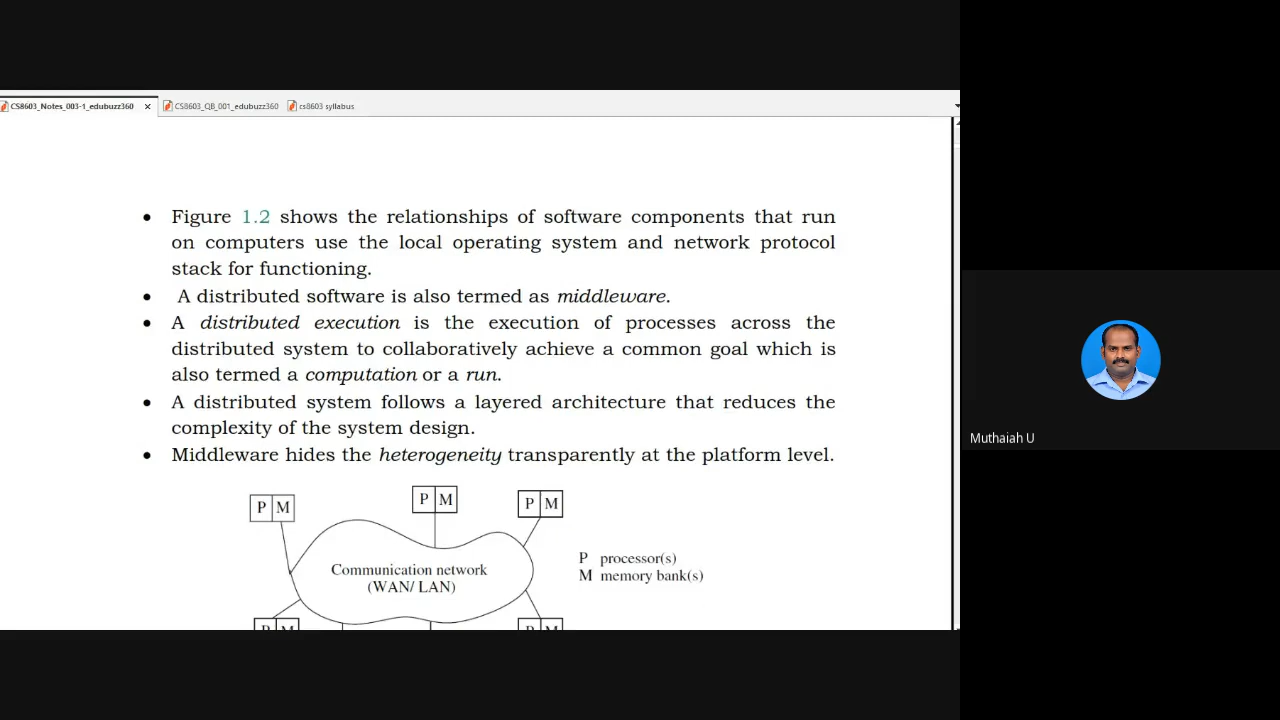 CS8603_Notes_003-1_edubuzz360 × CS8603_QB_001_edubuzz360 cs8603 syllabus
• Figure 1.2 shows the relationships of software components that run
on computers use the local operating system and network protocol
stack for functioning.
• A distributed software is also termed as middleware.
• A distributed execution is the execution of processes across the
distributed system to collaboratively achieve a common goal which is
also termed a computation or a run.
• A distributed system follows a layered architecture that reduces the
complexity of the system design.
• Middleware hides the heterogeneity transparently at the platform level.
P M P M P M
P processor(s)
M memory bank(s)
Communication network
(WAN/ LAN)
P M P M
Muthaiah U